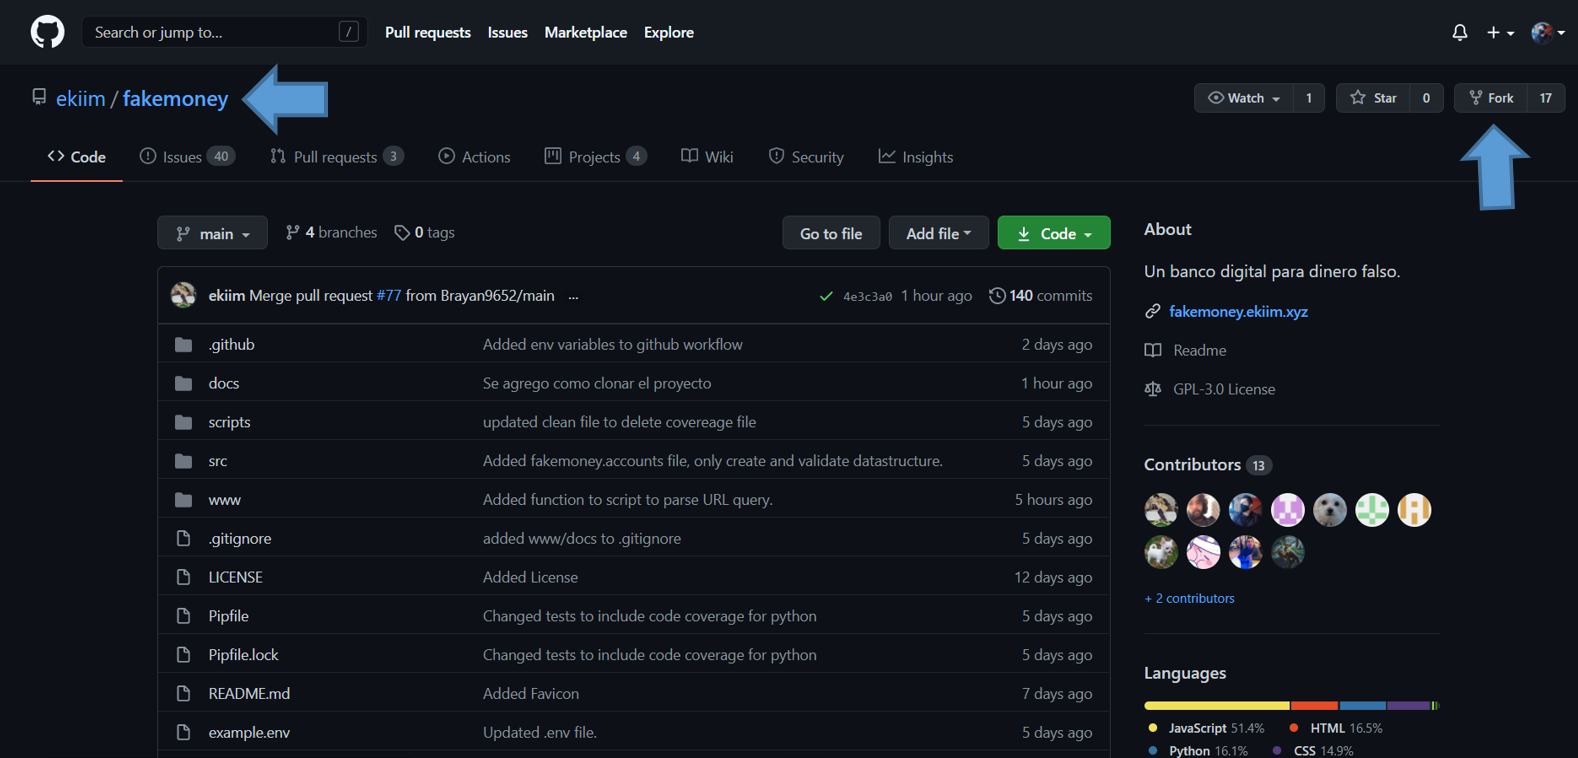 Search or jump to... /
Pull requests Issues Marketplace Explore
ekiim / fakemoney
Watch 1 Star 0 Fork 17
Code Issues 40 Pull requests 3 Actions Projects 4 Wiki Security Insights
main 4 branches 0 tags Go to file Add file Code
ekiim Merge pull request #77 from Brayan9652/main ... 4e3c3a0 1 hour ago 140 commits
.github Added env variables to github workflow 2 days ago
docs Se agrego como clonar el proyecto 1 hour ago
scripts updated clean file to delete covereage file 5 days ago
src Added fakemoney.accounts file, only create and validate datastructure. 5 days ago
www Added function to script to parse URL query. 5 hours ago
.gitignore added www/docs to .gitignore 5 days ago
LICENSE Added License 12 days ago
Pipfile Changed tests to include code coverage for python 5 days ago
Pipfile.lock Changed tests to include code coverage for python 5 days ago
README.md Added Favicon 7 days ago
example.env Updated .env file. 5 days ago
About
Un banco digital para dinero falso.
fakemoney.ekiim.xyz
Readme
GPL-3.0 License
Contributors 13
+ 2 contributors
Languages
JavaScript 51.4% HTML 16.5%
Python 16.1% CSS 14.9%